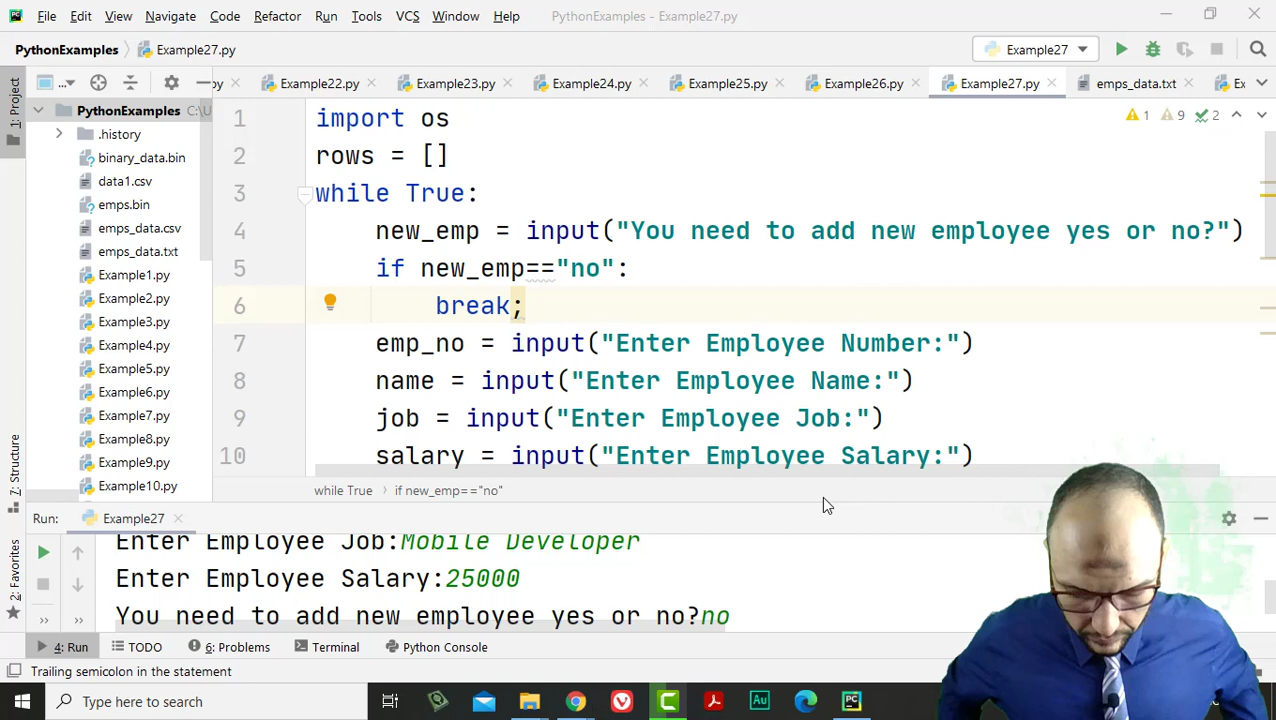 File Edit View Navigate Code Refactor Run Tools VCS Window Help PythonExamples - Example27.py
PythonExamples Example27.py Example27
1: Project
py Example22.py Example23.py Example24.py Example25.py Example26.py Example27.py emps_data.txt Ex
PythonExamples C:\U
.history
binary_data.bin
data1.csv
emps.bin
emps_data.csv
emps_data.txt
Example1.py
Example2.py
Example3.py
Example4.py
Example5.py
Example6.py
Example7.py
Example8.py
Example9.py
Example10.py
1 9 2
1 import os
2 rows = []
3 while True:
4 new_emp = input("You need to add new employee yes or no?")
5 if new_emp=="no":
6 break;
7 emp_no = input("Enter Employee Number:")
8 name = input("Enter Employee Name:")
9 job = input("Enter Employee Job:")
10 salary = input("Enter Employee Salary:")
while True if new_emp=="no"
7: Structure
2: Favorites
Run: Example27
Enter Employee Job:Mobile Developer
Enter Employee Salary:25000
You need to add new employee yes or no?no
4: Run TODO 6: Problems Terminal Python Console
Trailing semicolon in the statement
Type here to search